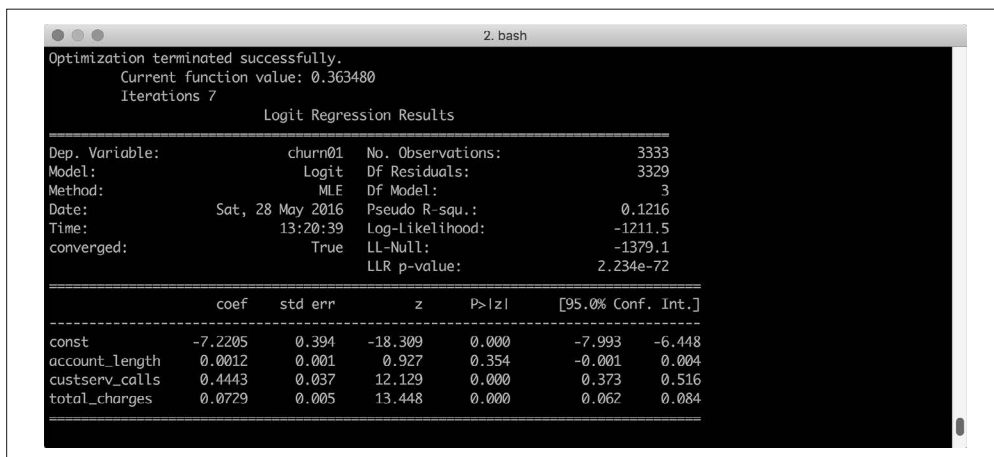 2. bash
Optimization terminated successfully.
Current function value: 0.363480
Iterations 7
Logit Regression Results
==============================================================================
Dep. Variable: churn01 No. Observations: 3333
Model: Logit Df Residuals: 3329
Method: MLE Df Model: 3
Date: Sat, 28 May 2016 Pseudo R-squ.: 0.1216
Time: 13:20:39 Log-Likelihood: -1211.5
converged: True LL-Null: -1379.1
LLR p-value: 2.234e-72
==================================================================================
coef std err z P>|z| [95.0% Conf. Int.]
----------------------------------------------------------------------------------
const -7.2205 0.394 -18.309 0.000 -7.993 -6.448
account_length 0.0012 0.001 0.927 0.354 -0.001 0.004
custserv_calls 0.4443 0.037 12.129 0.000 0.373 0.516
total_charges 0.0729 0.005 13.448 0.000 0.062 0.084
==================================================================================